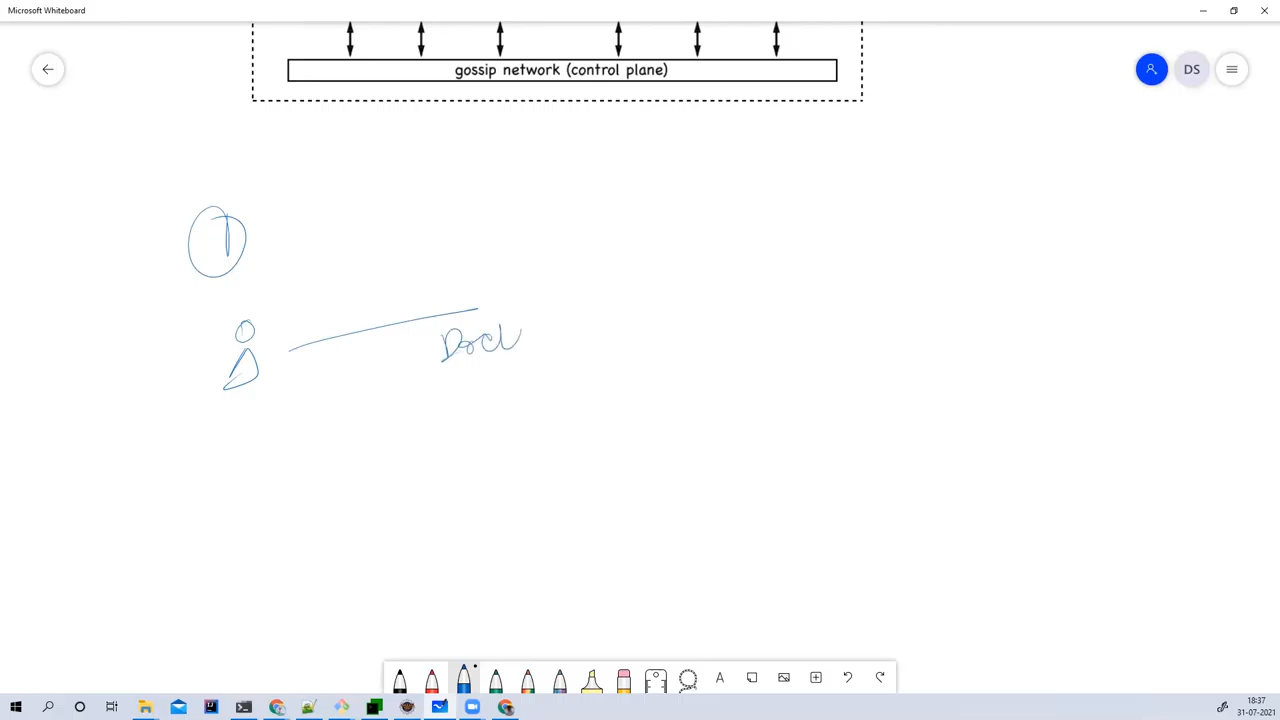 Microsoft Whiteboard
gossip network (control plane)
DS
A
18:37
31-07-2021